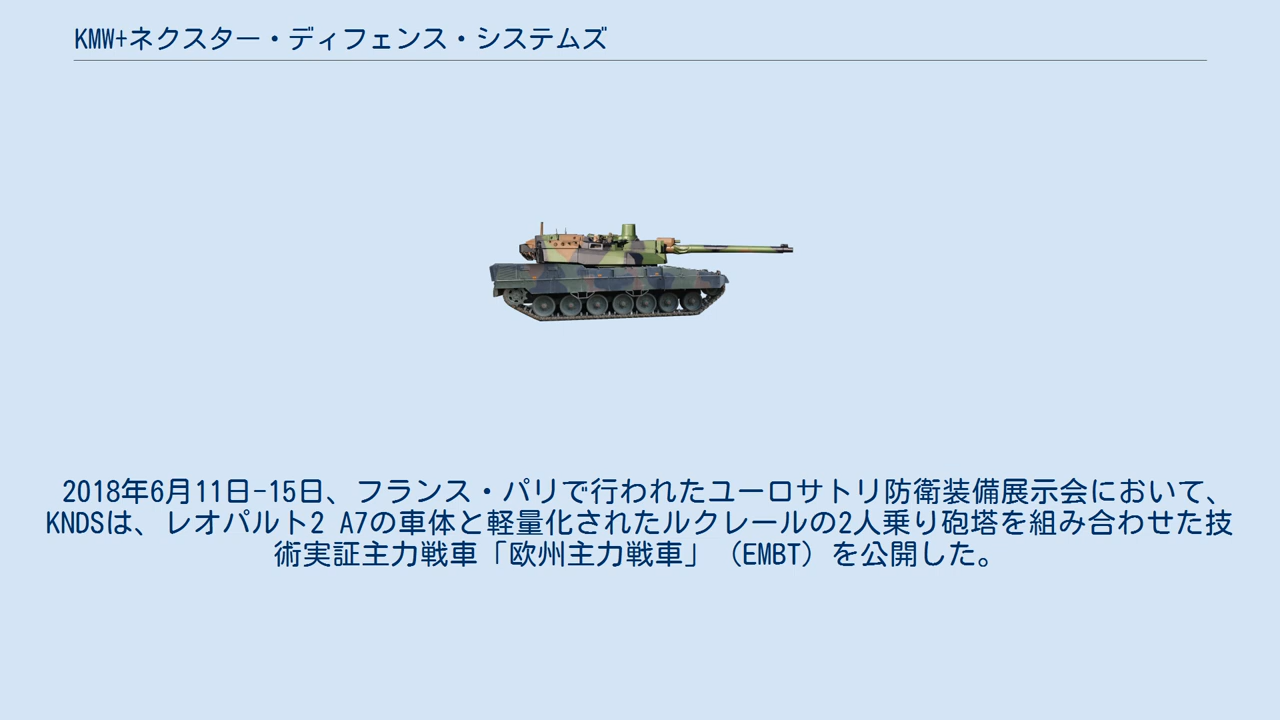 KMW+ネクスター・ディフェンス・システムズ
2018年6月11日-15日、フランス・パリで行われたユーロサトリ防衛装備展示会において、
KNDSは、レオパルト2 A7の車体と軽量化されたルクレールの2人乗り砲塔を組み合わせた技
術実証主力戦車「欧州主力戦車」（EMBT）を公開した。